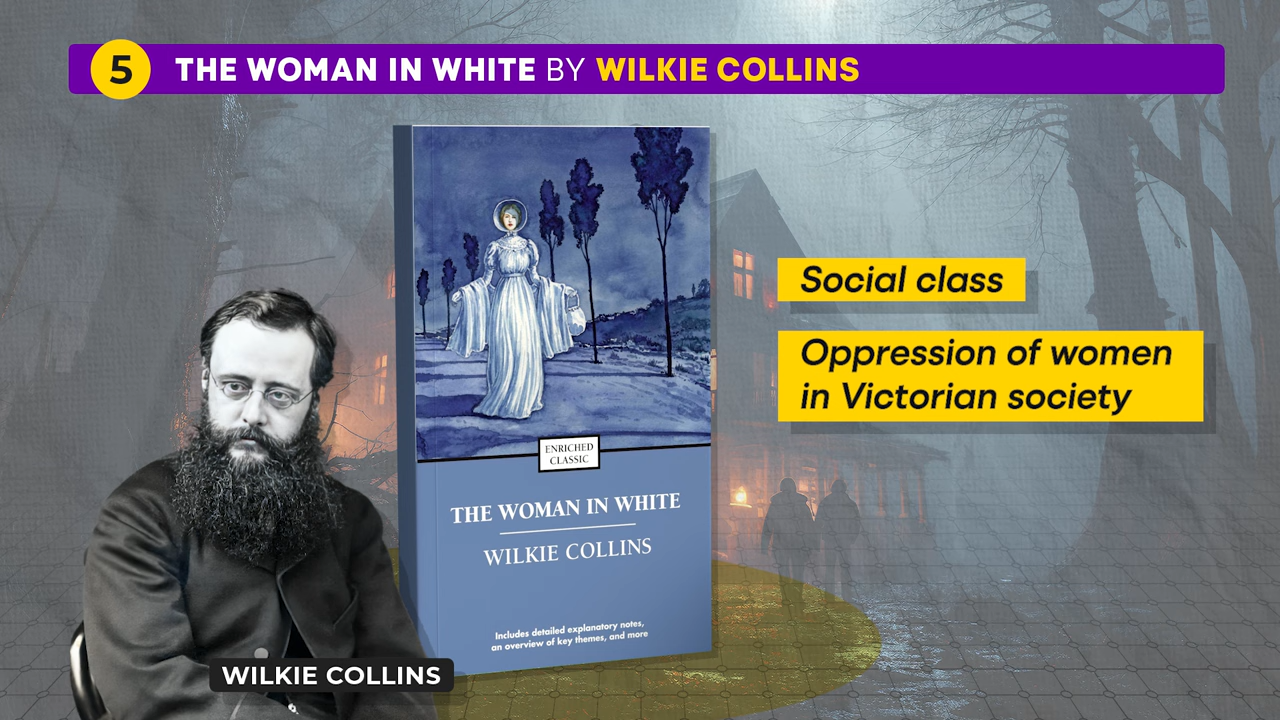 5 THE WOMAN IN WHITE BY WILKIE COLLINS
Social class
Oppression of women
in Victorian society
ENRICHED
CLASSIC
THE WOMAN IN WHITE
WILKIE COLLINS
Includes detailed explanatory notes,
an overview of key themes, and more
WILKIE COLLINS